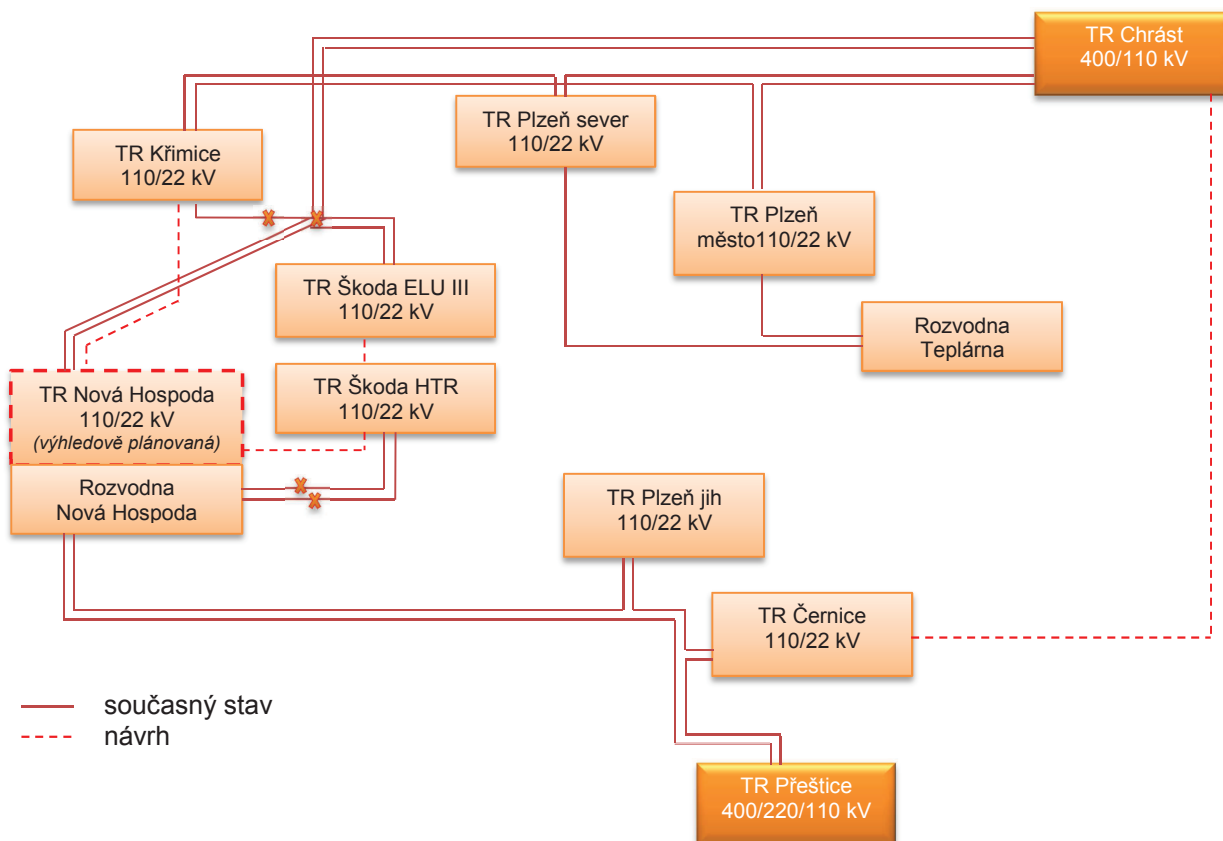 TR Chrást
400/110 kV
TR Plzeň sever
110/22 kV
TR Křimice
110/22 kV
TR Plzeň
město110/22 kV
TR Škoda ELU III
110/22 kV
Rozvodna
Teplárna
TR Škoda HTR
110/22 kV
TR Nová Hospoda
110/22 kV
(výhledově plánovaná)
Rozvodna
Nová Hospoda
TR Plzeň jih
110/22 kV
TR Černice
110/22 kV
současný stav
návrh
TR Přeštice
400/220/110 kV